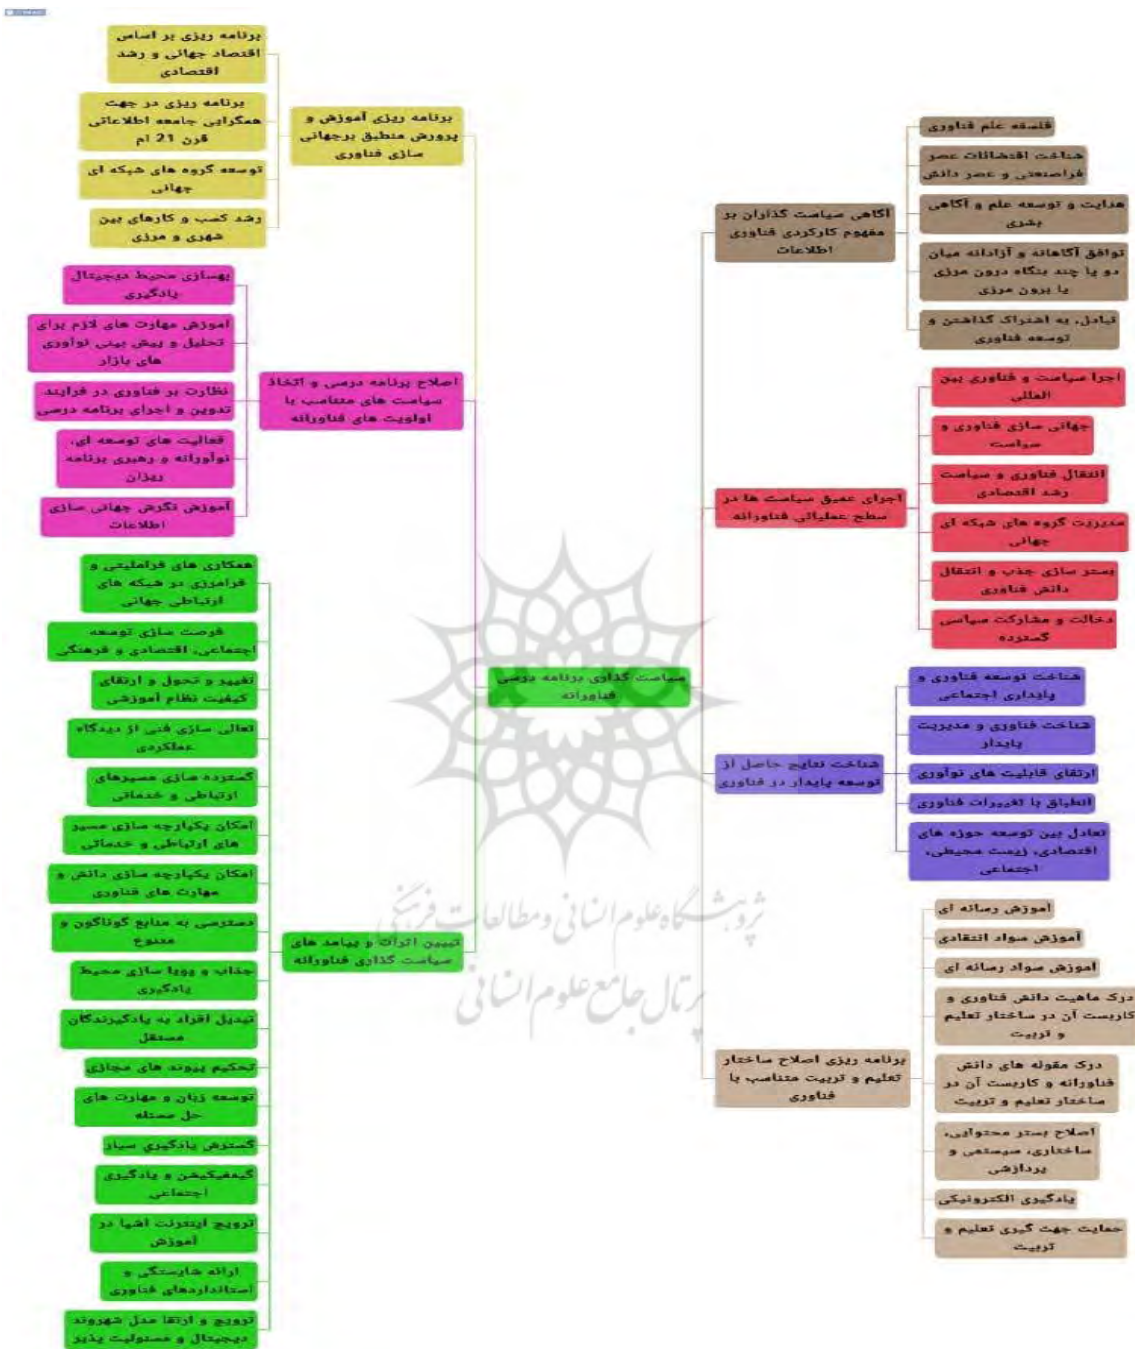 برنامه ریزی بر اساس
اقتصاد جهانی و رشد
اقتصادی
برنامه ریزی در جهت
همگرایی جامعه اطلاعاتی
قرن 21 ام
توسعه گروه های شبکه ای
جهانی
رشد کسب و کارهای بین
شهری و مرزی
برنامه ریزی آموزش و
پرورش منطبق برجهانی
سازی فناوری
بهسازی محیط دیجیتال
یادگیری
آموزش مهارت های لازم برای
تحلیل و پیش بینی نوآوری
های بازار
نظارت بر فناوری در فرایند
تدوین و اجرای برنامه درسی
فعالیت های توسعه ای،
نوآورانه و رهبری برنامه
ریزان
آموزش نگرش جهانی سازی
اطلاعات
اصلاح برنامه درسی و اتخاذ
سیاست های متناسب با
اولویت های فناورانه
همکاری های فراملیتی و
فرامرزی در شبکه های
ارتباطی جهانی
فرصت سازی توسعه
اجتماعی، اقتصادی و فرهنگی
تغییر و تحول و ارتقای
کیفیت نظام آموزشی
تعالی سازی فنی از دیدگاه
عملکردی
گسترده سازی مسیرهای
ارتباطی و خدماتی
امکان یکپارچه سازی مسیر
های ارتباطی و خدماتی
امکان یکپارچه سازی دانش و
مهارت های فناوری
دسترسی به منابع گوناگون و
متنوع
جذاب و پویا سازی محیط
یادگیری
تبدیل افراد به یادگیرندگان
مستقل
تحکیم پیوند های مجازی
توسعه زبان و مهارت های
حل مسئله
گسترش یادگیری سیار
گیمیفیکیشن و یادگیری
اجتماعی
ترویج اینترنت اشیا در
آموزش
ارائه شایستگی و
استانداردهای فناوری
ترویج و ارتقا مدل شهروند
دیجیتال و مسئولیت پذیر
تبیین اثرات و پیامد های
سیاست گذاری فناورانه
سیاست گذاری برنامه درسی
فناورانه
آگاهی سیاست گذاران بر
مفهوم کارکردی فناوری
اطلاعات
فلسفه علم فناوری
شناخت اقتضائات عصر
فراصنعتی و عصر دانش
هدایت و توسعه علم و آگاهی
بشری
توافق آگاهانه و آزادانه میان
دو یا چند بنگاه درون مرزی
یا برون مرزی
تبادل، به اشتراک گذاشتن و
توسعه فناوری
اجرای عمیق سیاست ها در
سطح عملیاتی فناورانه
اجرا سیاست و فناوری بین
المللی
جهانی سازی فناوری و
سیاست
انتقال فناوری و سیاست
رشد اقتصادی
مدیریت گروه های شبکه ای
جهانی
بستر سازی جذب و انتقال
دانش فناوری
دخالت و مشارکت سیاسی
گسترده
شناخت نتایج حاصل از
توسعه پایدار در فناوری
شناخت توسعه فناوری و
پایداری اجتماعی
شناخت فناوری و مدیریت
پایدار
ارتقای قابلیت های نوآوری
انطباق با تغییرات فناوری
تعادل بین توسعه حوزه های
اقتصادی، زیست محیطی،
اجتماعی
برنامه ریزی اصلاح ساختار
تعلیم و تربیت متناسب با
فناوری
آموزش رسانه ای
آموزش سواد انتقادی
آموزش سواد رسانه ای
درک ماهیت دانش فناوری و
کاربست آن در ساختار تعلیم
و تربیت
درک مقوله های دانش
فناورانه و کاربست آن در
ساختار تعلیم و تربیت
اصلاح بستر محتوایی،
ساختاری، سیستمی و
پردازشی
یادگیری الکترونیکی
حمایت جهت گیری تعلیم و
تربیت
پژوهشگاه علوم انسانی و مطالعات فرهنگی
پرتال جامع علوم انسانی